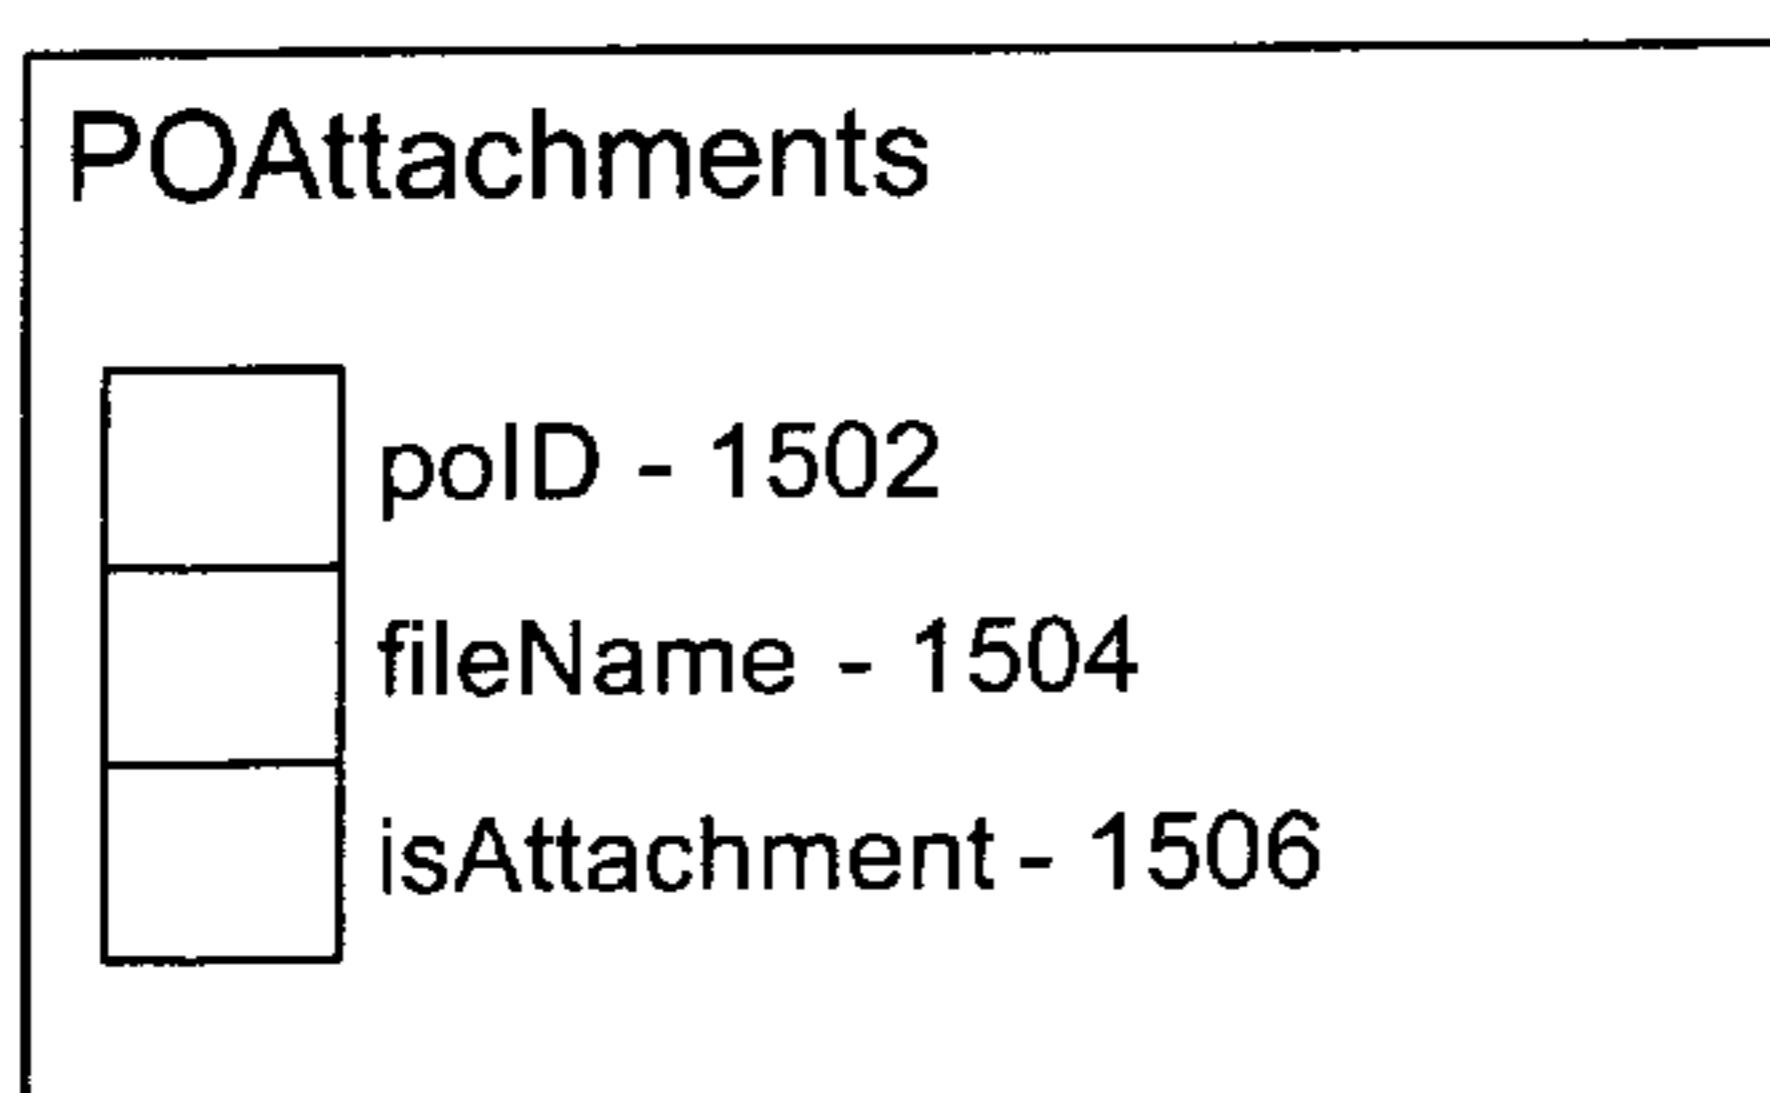 POAttachments
poID - 1502
fileName - 1504
isAttachment - 1506